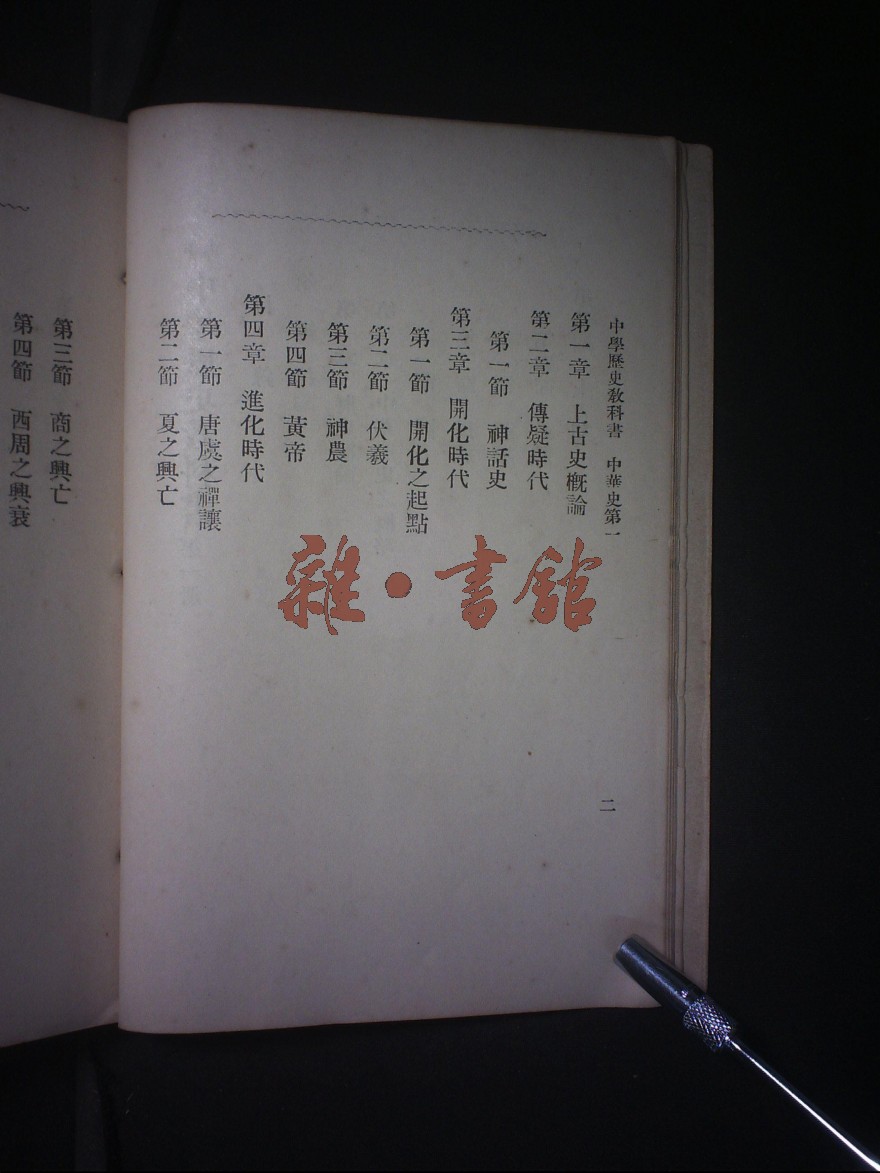 中學歷史敎科書　中華史第一
二
第一章　上古史槪論
第二章　傳疑時代
第一節　神話史
第三章　開化時代
第一節　開化之起點
第二節　伏羲
第三節　神農
第四節　黃帝
第四章　進化時代
第一節　唐虞之禪讓
第二節　夏之興亡
第三節　商之興亡
第四節　西周之興衰
雜·書館